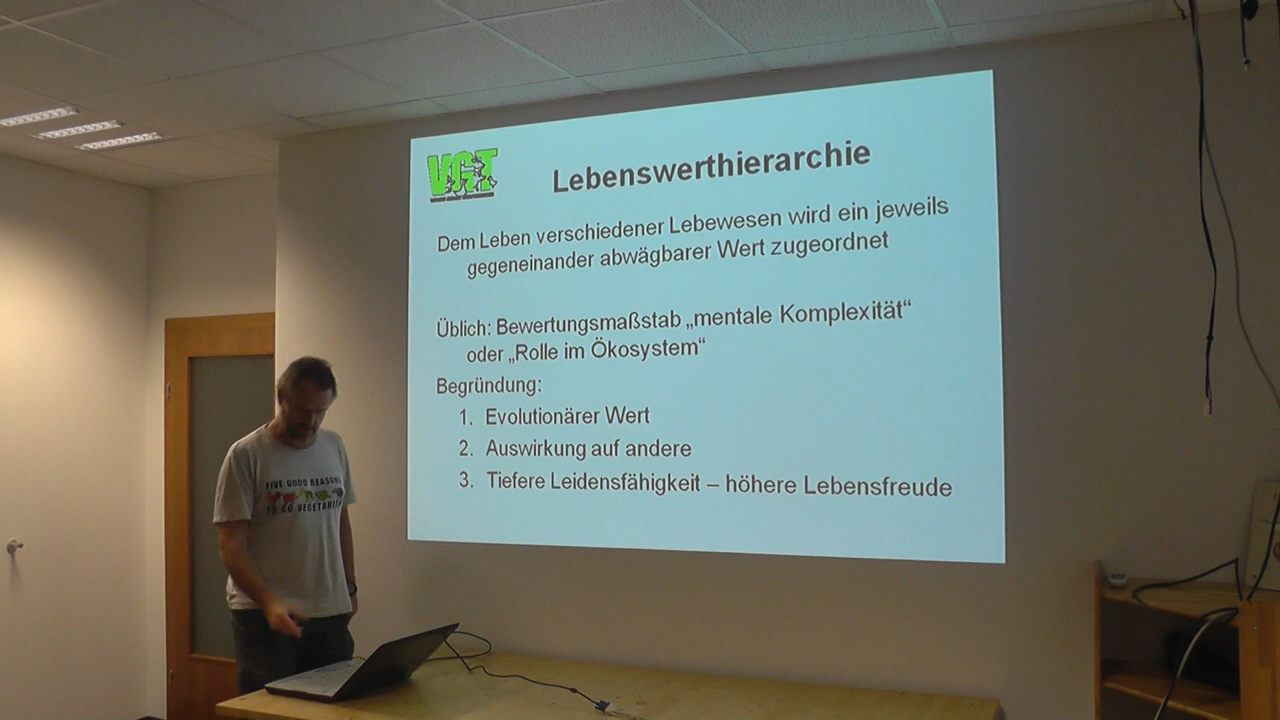 VGT
Lebenswerthierarchie
Dem Leben verschiedener Lebewesen wird ein jeweils
gegeneinander abwägbarer Wert zugeordnet
Üblich: Bewertungsmaßstab „mentale Komplexität“
oder „Rolle im Ökosystem“
Begründung:
1. Evolutionärer Wert
2. Auswirkung auf andere
3. Tiefere Leidensfähigkeit – höhere Lebensfreude
FIVE GOOD REASONS
TO GO VEGETARIAN